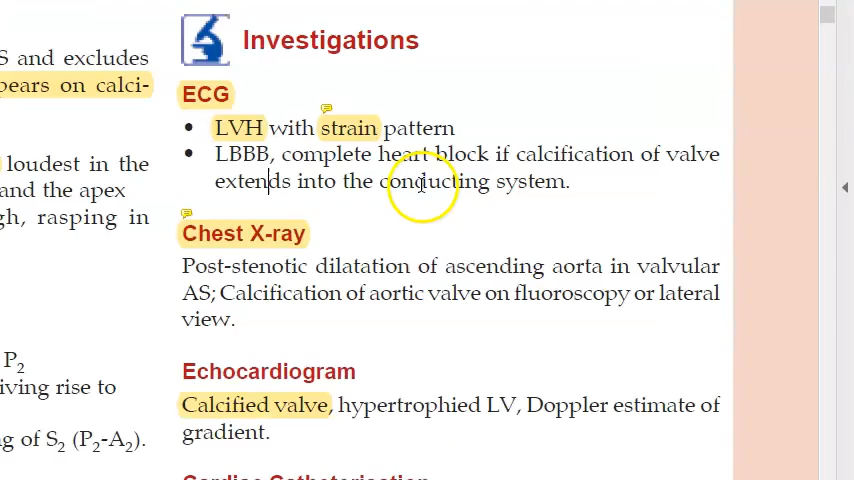 S and excludes
pears on calci-
loudest in the
and the apex
gh, rasping in
P2
iving rise to
ng of S2 (P2-A2).
Investigations
ECG
• LVH with strain pattern
• LBBB, complete heart block if calcification of valve
extends into the conducting system.
Chest X-ray
Post-stenotic dilatation of ascending aorta in valvular
AS; Calcification of aortic valve on fluoroscopy or lateral
view.
Echocardiogram
Calcified valve, hypertrophied LV, Doppler estimate of
gradient.
Cardiac Catheterisation